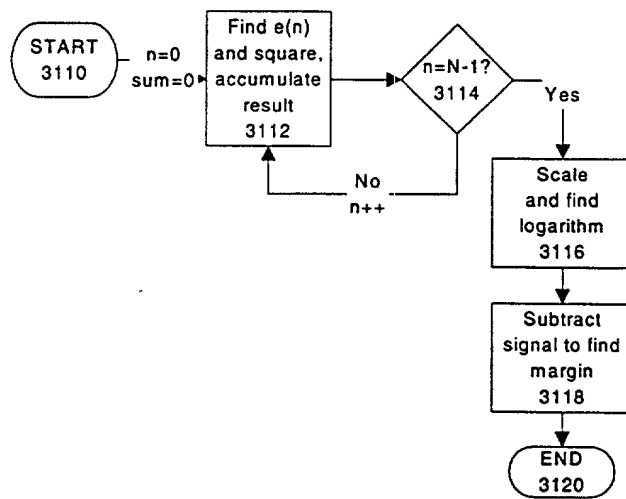 START
3110
n=0
sum=0
Find e(n)
and square,
accumulate
result
3112
n=N-1?
3114
Yes
No
n++
Scale
and find
logarithm
3116
Subtract
signal to find
margin
3118
END
3120